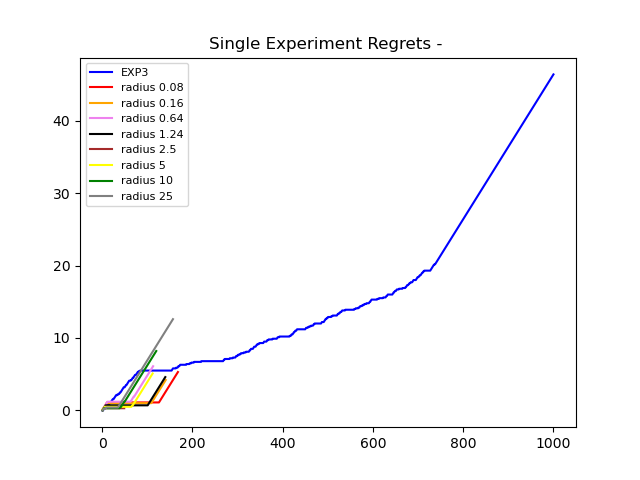 Single Experiment Regrets -
EXP3
radius 0.08
radius 0.16
radius 0.64
radius 1.24
radius 2.5
radius 5
radius 10
radius 25
40
30
20
10
0
0 200 400 600 800 1000